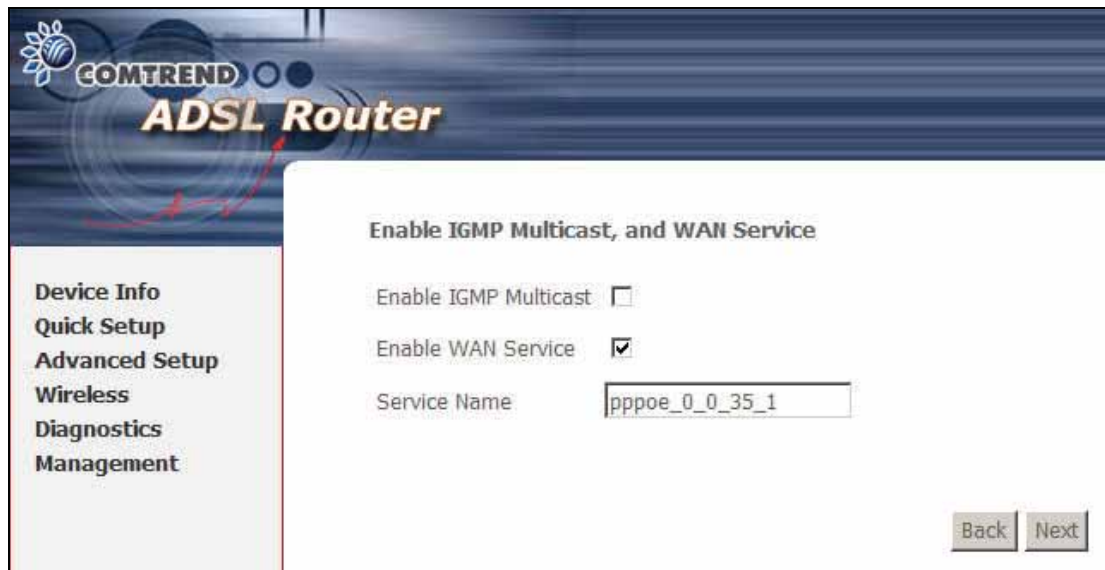 COMTREND
ADSL Router
Enable IGMP Multicast, and WAN Service
Device Info
Quick Setup
Advanced Setup
Wireless
Diagnostics
Management
Enable IGMP Multicast
Enable WAN Service
Service Name pppoe_0_0_35_1
Back Next